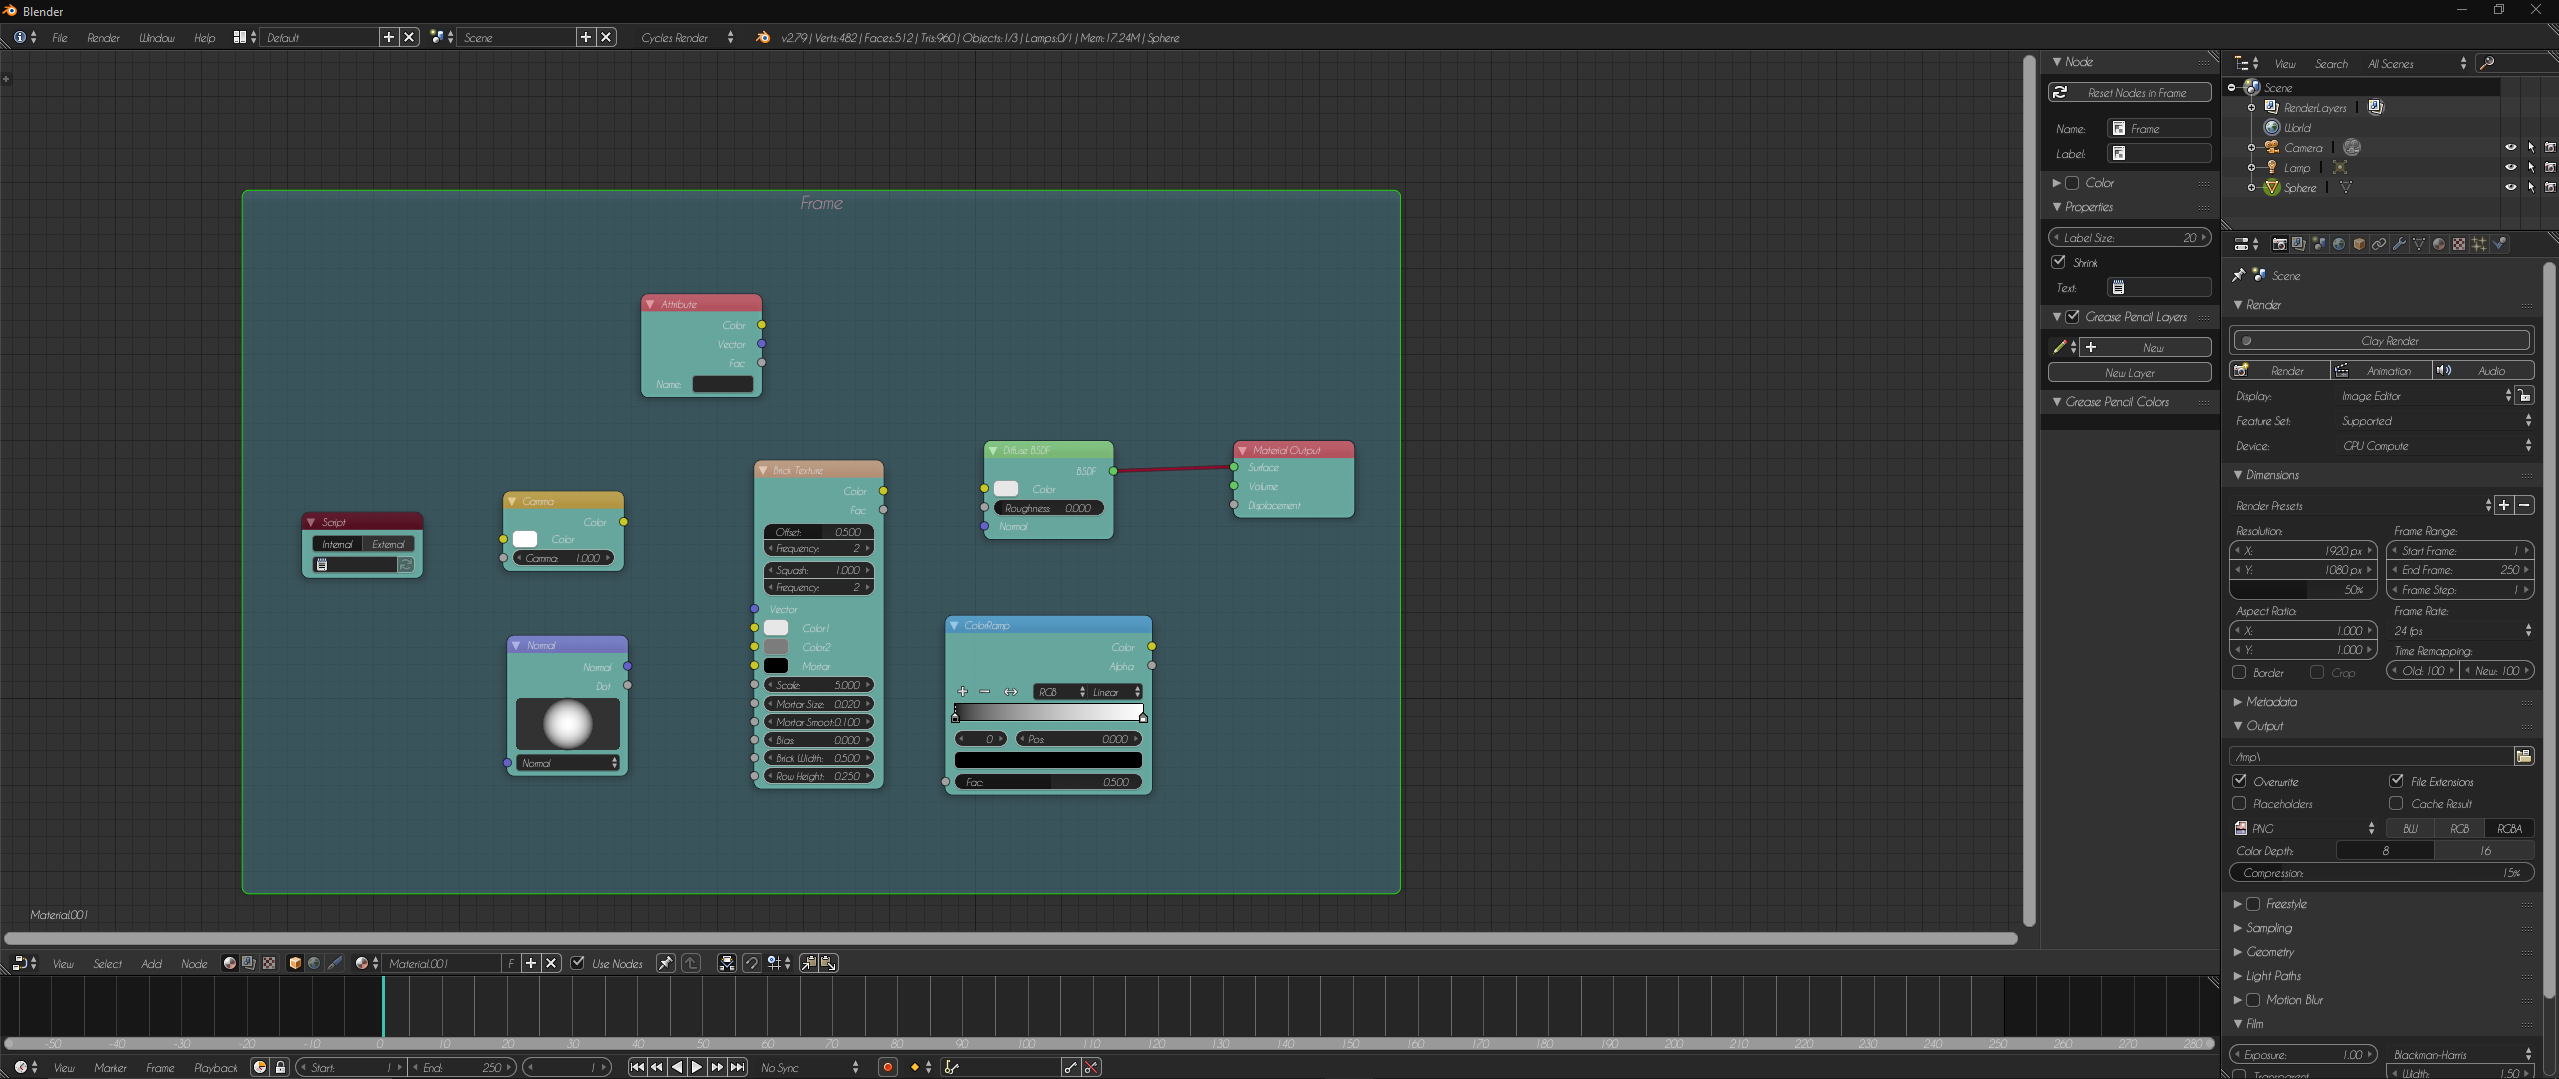 Blender
File Render Window Help Default Scene Cycles Render v2.79 | Verts:482 | Faces:512 | Tris:960 | Objects:1/3 | Lamps:0/1 | Mem:17.24M | Sphere
Frame
Attribute
Color
Vector
Fac
Name:
Script
Internal External
Gamma
Color
Color
Gamma: 1.000
Normal
Normal
Dot
Normal
Brick Texture
Color
Fac
Offset: 0.500
Frequency: 2
Squash: 1.000
Frequency: 2
Vector
Color1
Color2
Mortar
Scale: 5.000
Mortar Size: 0.020
Mortar Smoot:0.100
Bias: 0.000
Brick Width: 0.500
Row Height: 0.250
Diffuse BSDF
BSDF
Color
Roughness: 0.000
Normal
ColorRamp
Color
Alpha
RGB Linear
0 Pos: 0.000
Fac: 0.500
Material Output
Surface
Volume
Displacement
Material.001
Node
Reset Nodes in Frame
Name: Frame
Label:
Color
Properties
Label Size: 20
Shrink
Text:
Grease Pencil Layers
New
New Layer
Grease Pencil Colors
View Search All Scenes
Scene
RenderLayers
World
Camera
Lamp
Sphere
Scene
Render
Clay Render
Render Animation Audio
Display: Image Editor
Feature Set: Supported
Device: GPU Compute
Dimensions
Render Presets
Resolution: Frame Range:
X: 1920 px Start Frame: 1
Y: 1080 px End Frame: 250
50% Frame Step: 1
Aspect Ratio: Frame Rate:
X: 1.000 24 fps
Y: 1.000 Time Remapping:
Border Crop Old: 100 New: 100
Metadata
Output
/tmp\
Overwrite File Extensions
Placeholders Cache Result
PNG BW RGB RGBA
Color Depth: 8 16
Compression: 15%
Freestyle
Sampling
Geometry
Light Paths
Motion Blur
Film
Exposure: 1.00 Blackman-Harris
Transparent Width: 1.50
View Select Add Node Material.001 F Use Nodes
-50 -40 -30 -20 -10 0 10 20 30 40 50 60 70 80 90 100 110 120 130 140 150 160 170 180 190 200 210 220 230 240 250 260 270 280
View Marker Frame Playback Start: 1 End: 250 1 No Sync